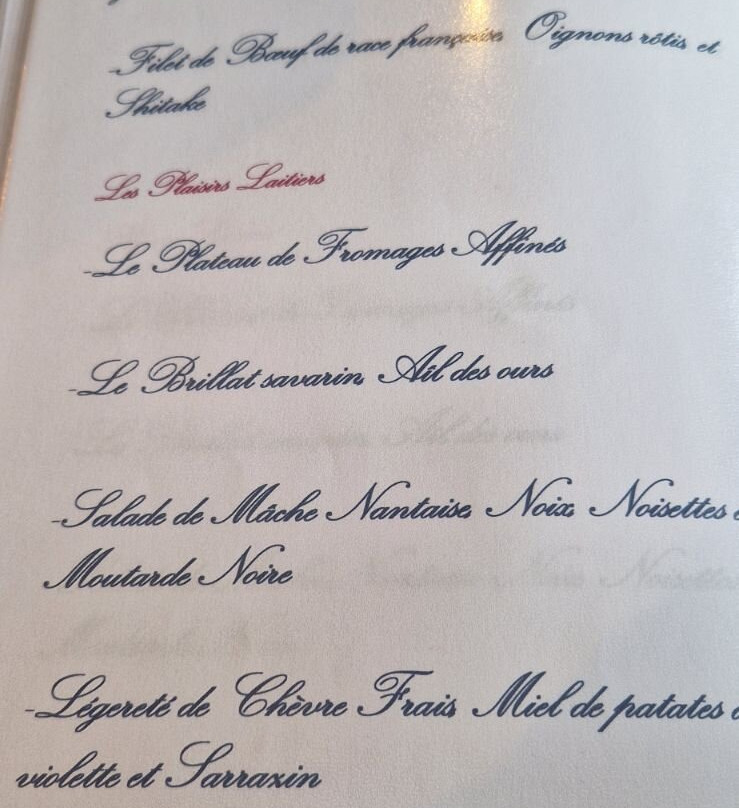 -Filet de Bœuf de race française, Oignons rôtis et
Shitake
Les Plaisirs Laitiers
-Le Plateau de Fromages Affinés
-Le Brillat savarin, Aîl des ours
-Salade de Mâche Nantaise, Noix, Noisettes
Moutarde Noire
-Légereté de Chèvre Frais, Miel de patates
violette et Sarrazin